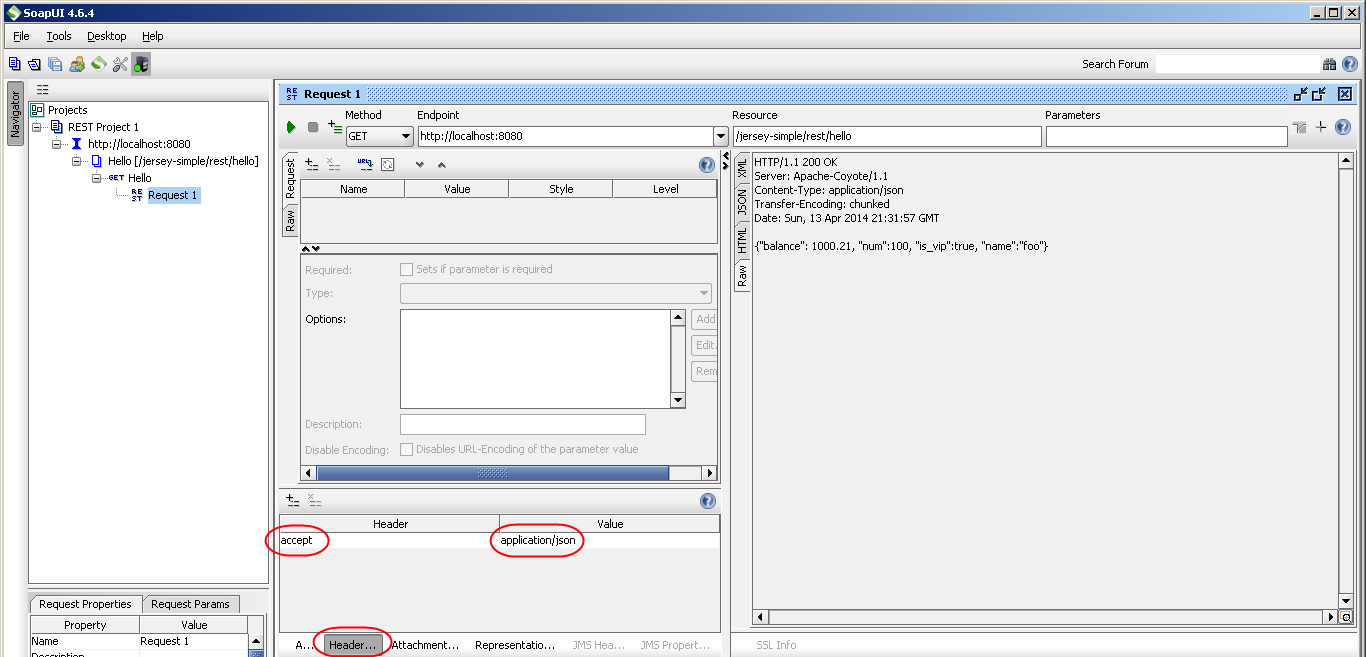 SoapUI 4.6.4
File Tools Desktop Help
Search Forum
Navigator
Projects
REST Project 1
http://localhost:8080
Hello [/jersey-simple/rest/hello]
GET Hello
REST Request 1
Request Properties Request Params
Property Value
Name Request 1
Description
REST Request 1
Method Endpoint Resource Parameters
GET http://localhost:8080 /jersey-simple/rest/hello
Request
Raw
URL
Name Value Style Level
Required: Sets if parameter is required
Type:
Options:
Add
Edit.
Rem
Description:
Disable Encoding: Disables URL-Encoding of the parameter value
Header Value
accept application/json
A... Header... Attachment... Representatio... JMS Hea... JMS Propert...
XML
JSON
HTML
Raw
HTTP/1.1 200 OK
Server: Apache-Coyote/1.1
Content-Type: application/json
Transfer-Encoding: chunked
Date: Sun, 13 Apr 2014 21:31:57 GMT
{"balance": 1000.21, "num":100, "is_vip":true, "name":"foo"}
SSL Info